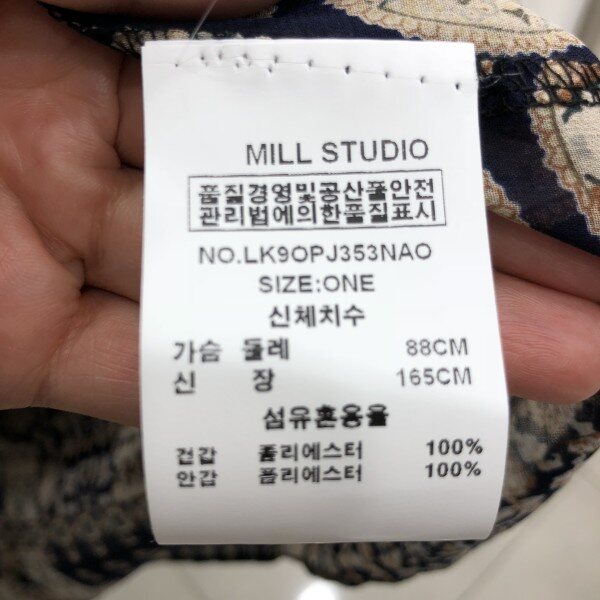 MILL STUDIO
품질경영및공산품안전
관리법에의한품질표시
NO.LK9OPJ353NAO
SIZE:ONE
신체치수
가슴 둘레 88CM
신 장 165CM
섬유혼용율
겉감 폴리에스터 100%
안감 폴리에스터 100%